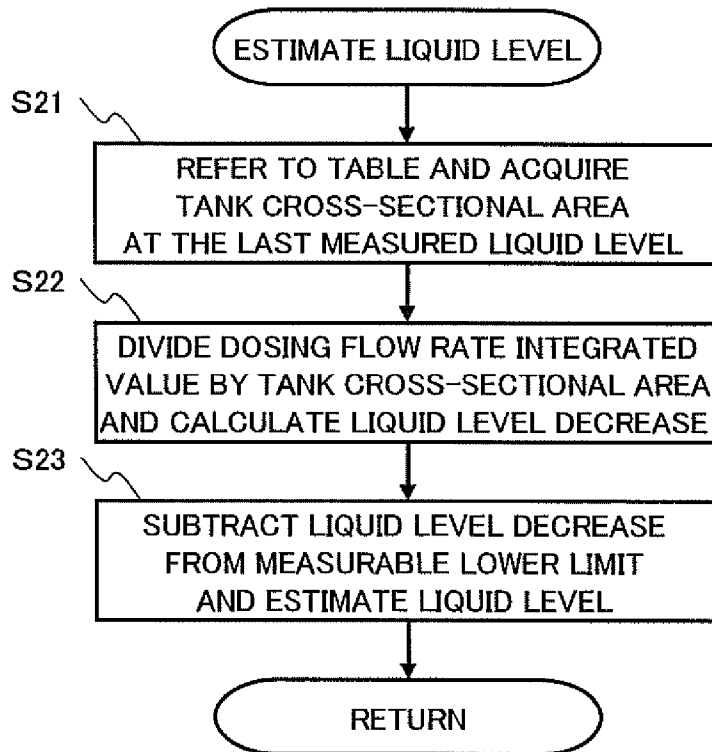 ESTIMATE LIQUID LEVEL
S21
REFER TO TABLE AND ACQUIRE
TANK CROSS-SECTIONAL AREA
AT THE LAST MEASURED LIQUID LEVEL
S22
DIVIDE DOSING FLOW RATE INTEGRATED
VALUE BY TANK CROSS-SECTIONAL AREA
AND CALCULATE LIQUID LEVEL DECREASE
S23
SUBTRACT LIQUID LEVEL DECREASE
FROM MEASURABLE LOWER LIMIT
AND ESTIMATE LIQUID LEVEL
RETURN